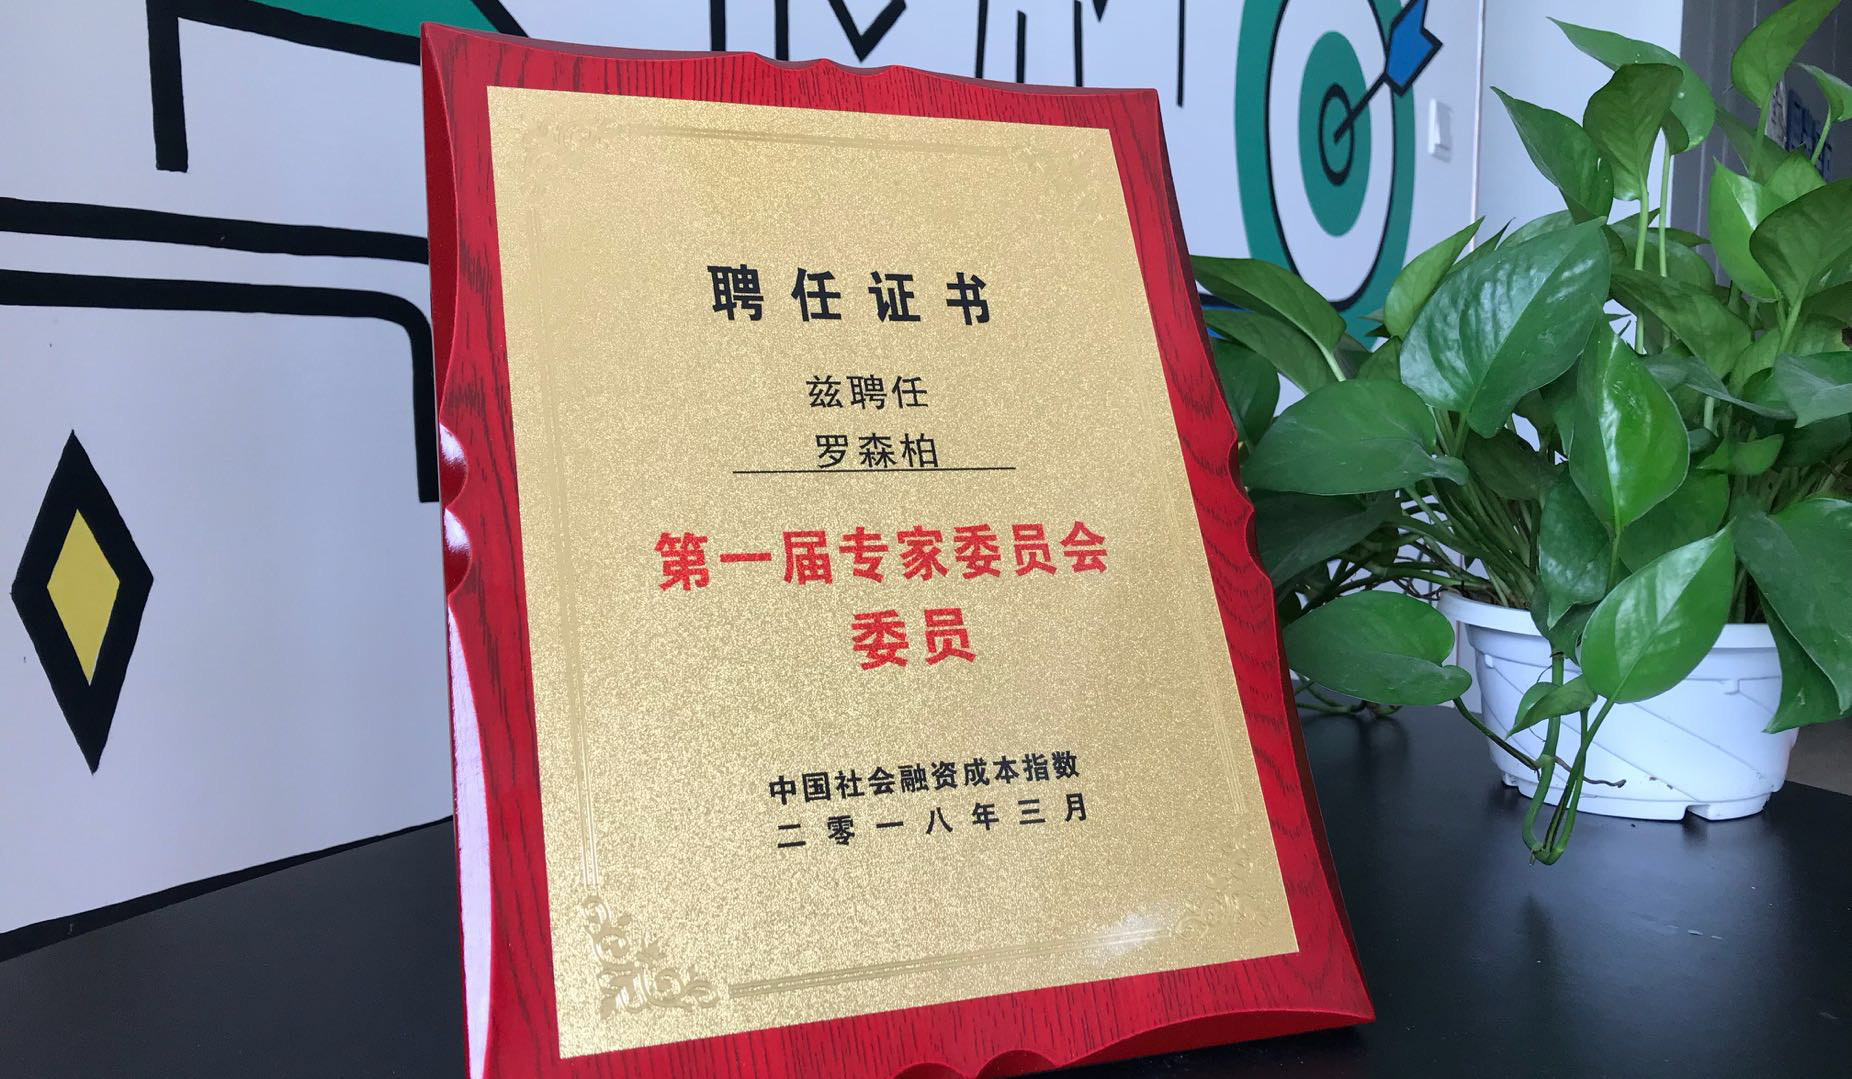 聘任证书
兹聘任
罗森柏
第一届专家委员会
委员
中国社会融资成本指数
二零一八年三月